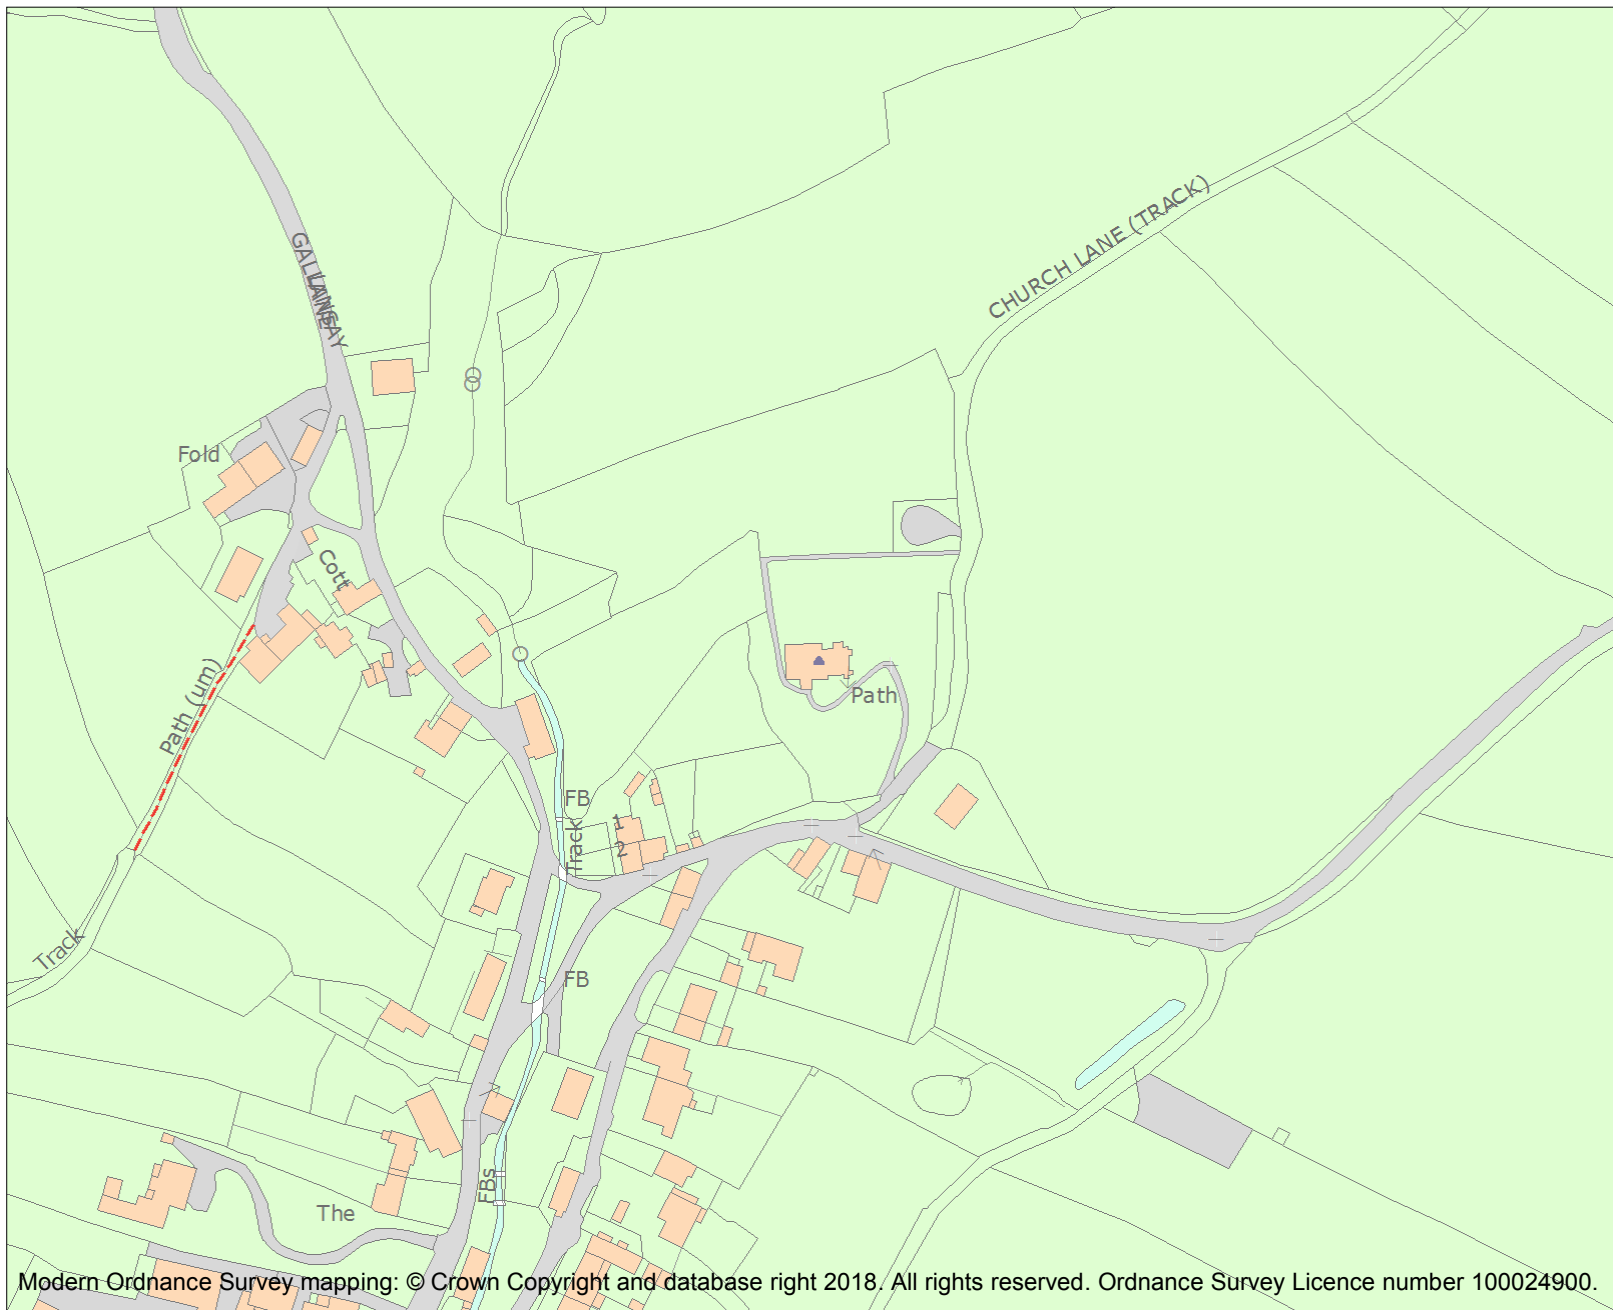 CHURCH LANE (TRACK)
GALLANSAY
LANE
Fold
Cott
Path (um)
Path
FB
Track
1
2
Track
FB
FBs
The
Modern Ordnance Survey mapping: © Crown Copyright and database right 2018. All rights reserved. Ordnance Survey Licence number 100024900.